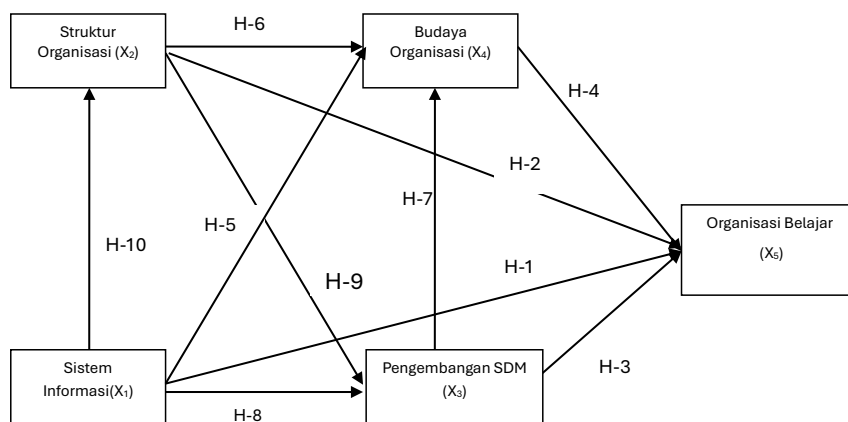 Struktur
Organisasi (X₂)
H-6
Budaya
Organisasi (X₄)
H-4
H-2
H-7
H-5
Organisasi Belajar
(X₅)
H-10
H-9
H-1
Sistem
Informasi(X₁)
Pengembangan SDM
(X₃)
H-3
H-8